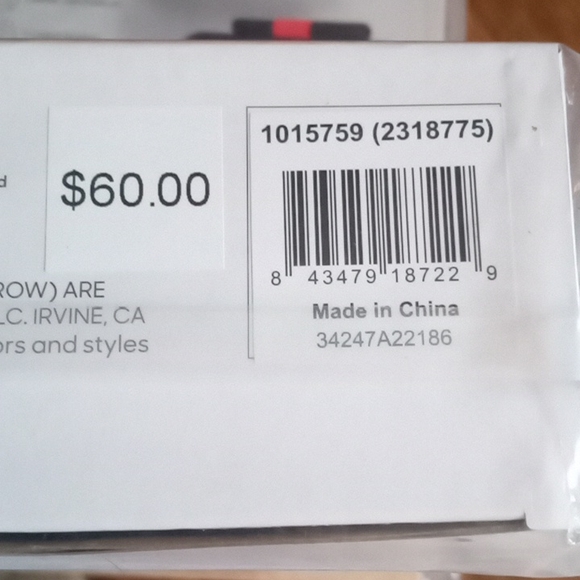 d
$60.00
ROW) ARE
LC. IRVINE, CA
ors and styles
1015759 (2318775)
8 43479 18722 9
Made in China
34247A22186